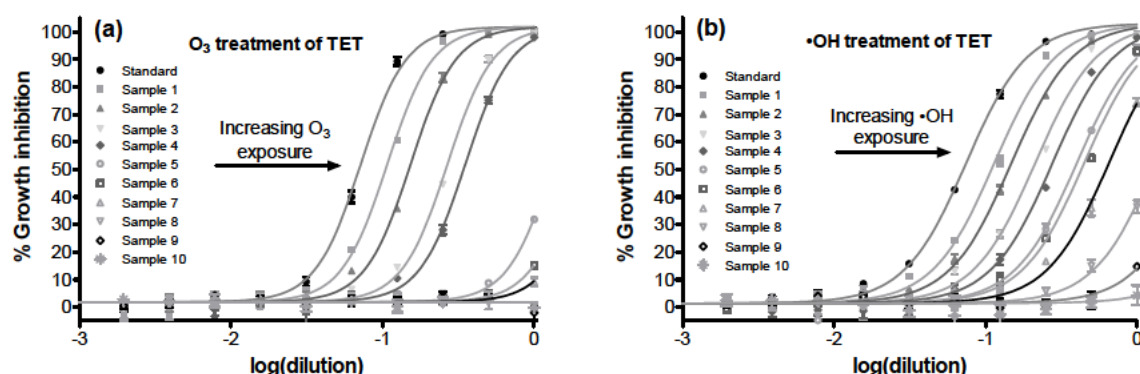 (a)
O₃ treatment of TET
% Growth inhibition
100
90
80
70
60
50
40
30
20
10
0
Standard
Sample 1
Sample 2
Sample 3
Sample 4
Sample 5
Sample 6
Sample 7
Sample 8
Sample 9
Sample 10
Increasing O₃
exposure
-3
-2
-1
0
log(dilution)
(b)
•OH treatment of TET
% Growth inhibition
100
90
80
70
60
50
40
30
20
10
0
Standard
Sample 1
Sample 2
Sample 3
Sample 4
Sample 5
Sample 6
Sample 7
Sample 8
Sample 9
Sample 10
Increasing •OH
exposure
-3
-2
-1
0
log(dilution)